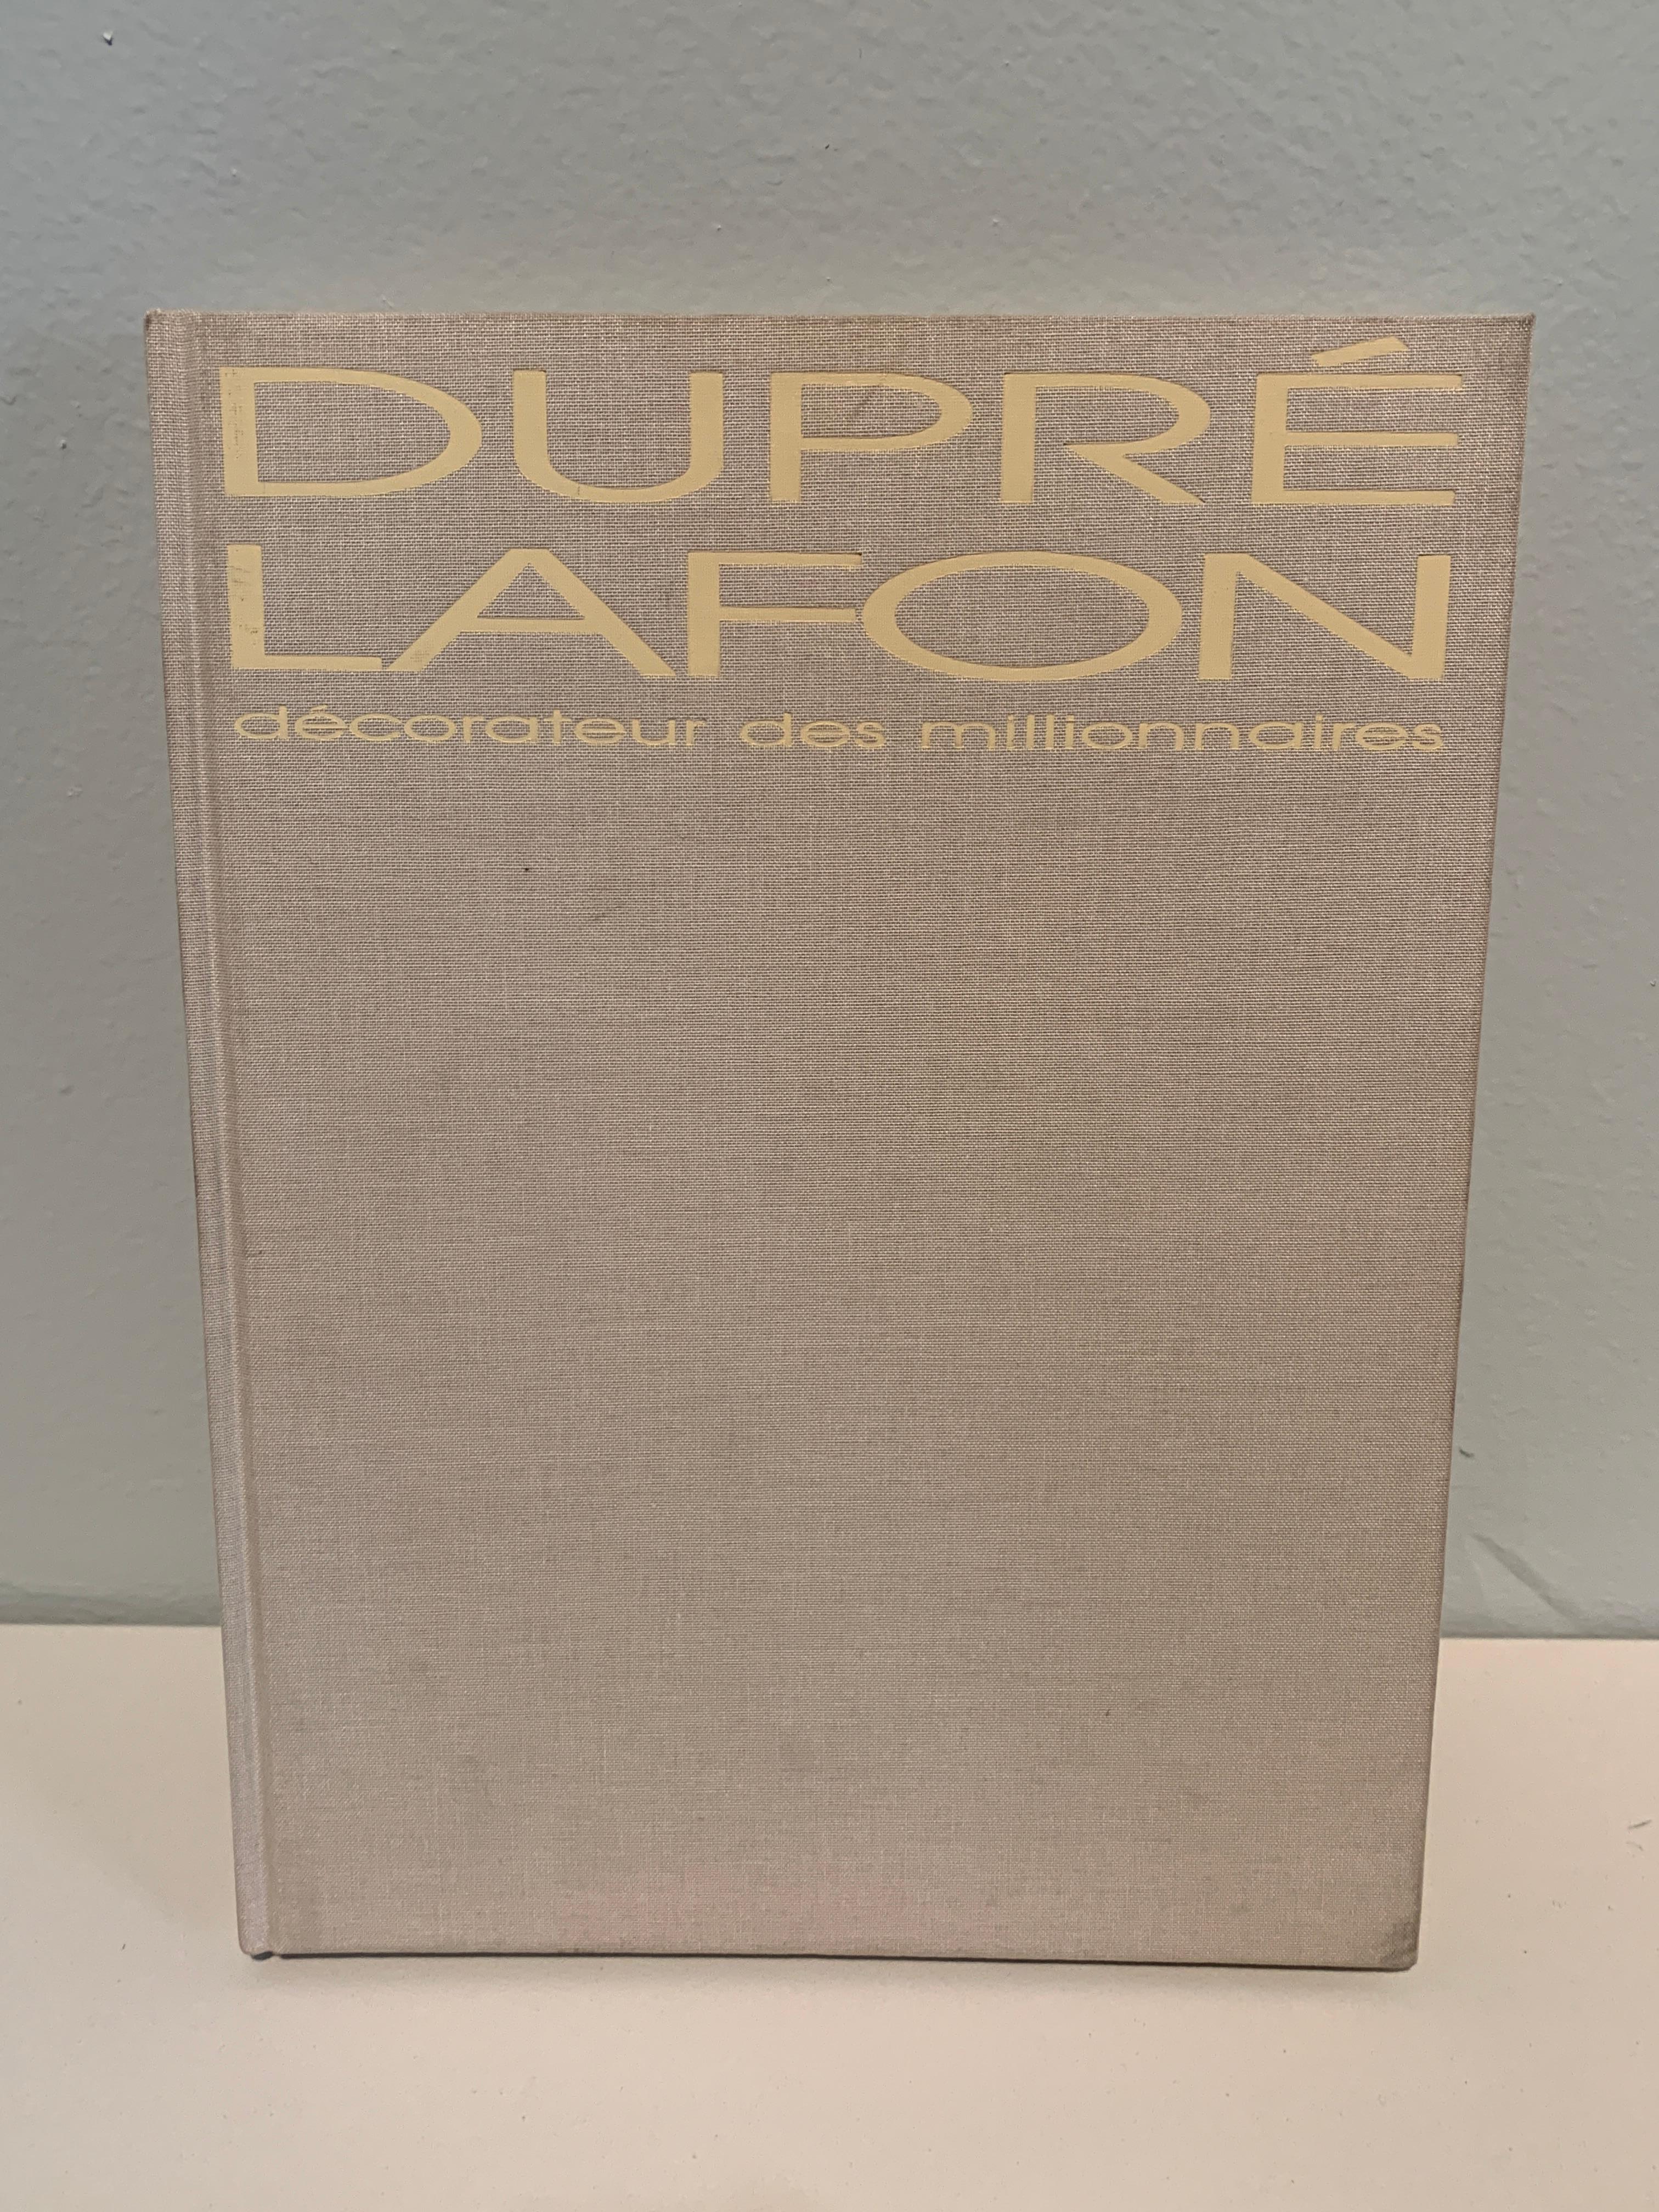 DUPRÉ
LAFON
décorateur des millionnaires